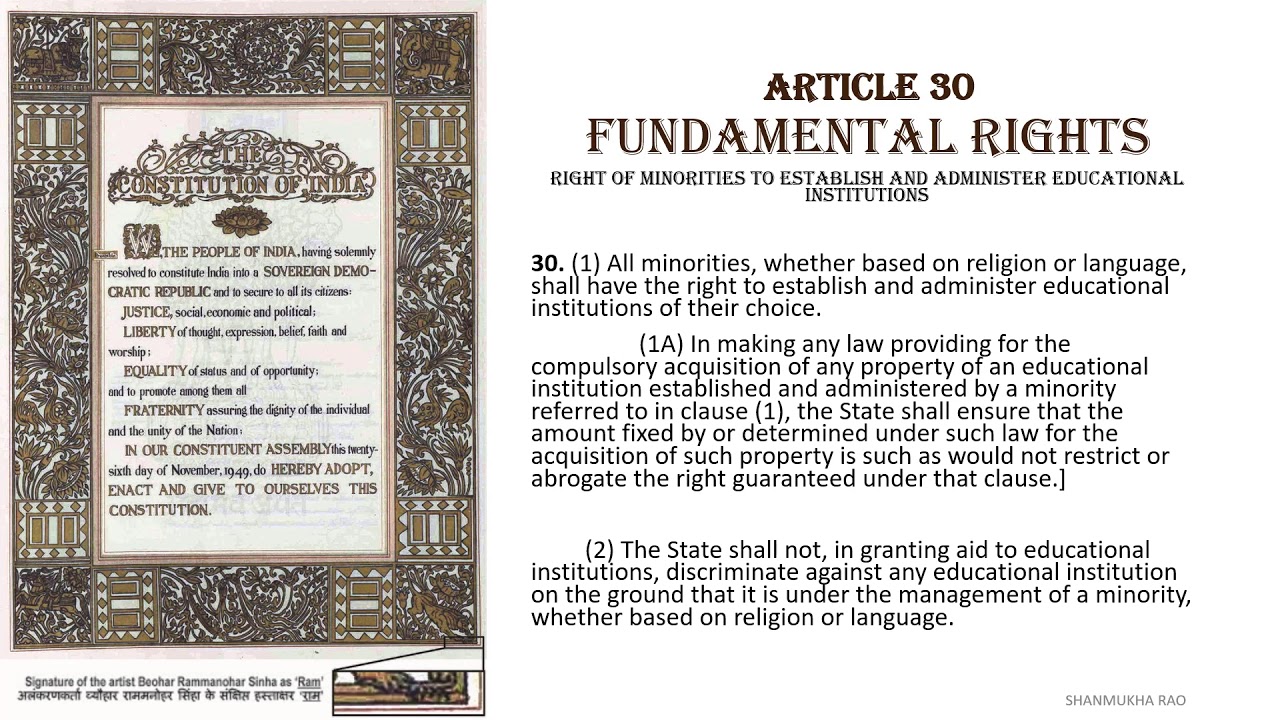 THE
CONSTITUTION OF INDIA
WE, THE PEOPLE OF INDIA, having solemnly
resolved to constitute India into a SOVEREIGN DEMO-
CRATIC REPUBLIC and to secure to all its citizens:
JUSTICE, social, economic and political;
LIBERTY of thought, expression, belief, faith and
worship;
EQUALITY of status and of opportunity;
and to promote among them all
FRATERNITY assuring the dignity of the individual
and the unity of the Nation;
IN OUR CONSTITUENT ASSEMBLY this twenty-
sixth day of November, 1949, do HEREBY ADOPT,
ENACT AND GIVE TO OURSELVES THIS
CONSTITUTION.
Signature of the artist Beohar Rammanohar Sinha as 'Ram'
अलंकरणकर्ता ब्यौहार राममनोहर सिंहा के संक्षिप्त हस्ताक्षर 'राम'
ARTICLE 30
FUNDAMENTAL RIGHTS
RIGHT OF MINORITIES TO ESTABLISH AND ADMINISTER EDUCATIONAL
INSTITUTIONS
30. (1) All minorities, whether based on religion or language,
shall have the right to establish and administer educational
institutions of their choice.
(1A) In making any law providing for the
compulsory acquisition of any property of an educational
institution established and administered by a minority
referred to in clause (1), the State shall ensure that the
amount fixed by or determined under such law for the
acquisition of such property is such as would not restrict or
abrogate the right guaranteed under that clause.]
(2) The State shall not, in granting aid to educational
institutions, discriminate against any educational institution
on the ground that it is under the management of a minority,
whether based on religion or language.
SHANMUKHA RAO